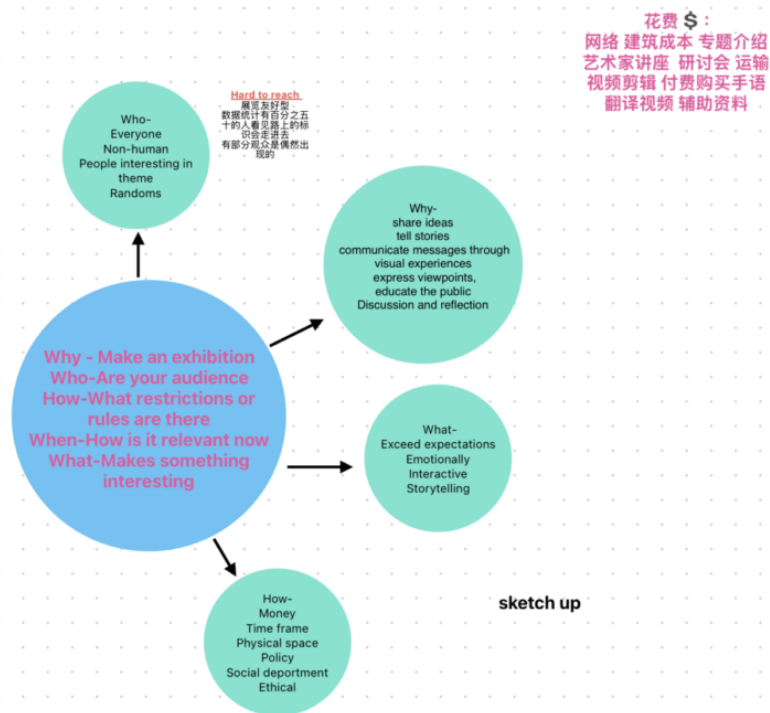 花费 $：
网络 建筑成本 专题介绍
艺术家讲座 研讨会 运输
视频剪辑 付费购买手语
翻译视频 辅助资料
Hard to reach
展览友好型
数据统计有百分之五
十的人看见路上的标
识会走进去
有部分观众是偶然出
现的
Who-
Everyone
Non-human
People interesting in
theme
Randoms
Why-
share ideas
tell stories
communicate messages through
visual experiences
express viewpoints,
educate the public
Discussion and reflection
Why - Make an exhibition
Who-Are your audience
How-What restrictions or
rules are there
When-How is it relevant now
What-Makes something
interesting
What-
Exceed expectations
Emotionally
Interactive
Storytelling
How-
Money
Time frame
Physical space
Policy
Social deportment
Ethical
sketch up